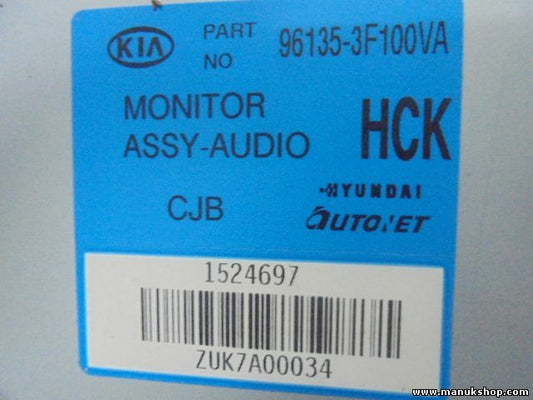 KIA PART NO 96135-3F100VA
MONITOR ASSY-AUDIO HCK
CJB HYUNDAI AUTONET
1524697
ZUK7A00034
www.manukshop.com